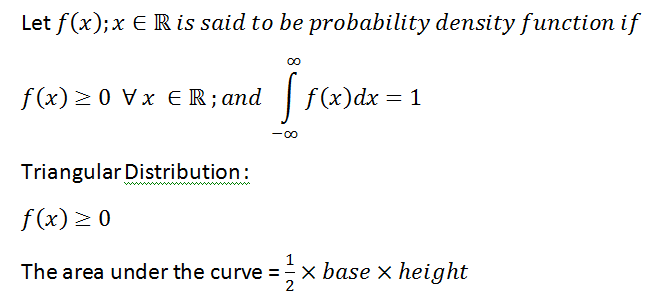 Let f(x); x ∈ ℝ is said to be probability density function if
f(x) ≥ 0 ∀ x ∈ ℝ; and ∫_{-∞}^{∞} f(x)dx = 1
Triangular Distribution:
f(x) ≥ 0
The area under the curve = 1/2 × base × height